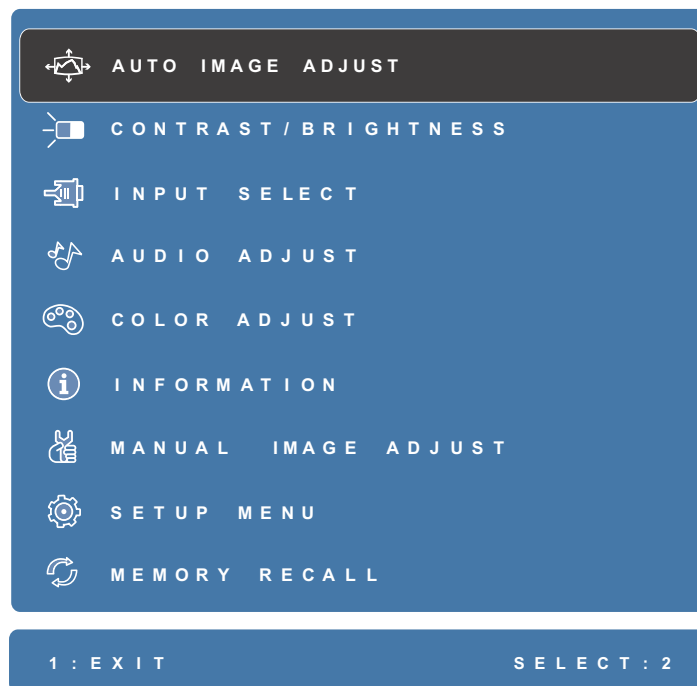 AUTO IMAGE ADJUST
CONTRAST/BRIGHTNESS
INPUT SELECT
AUDIO ADJUST
COLOR ADJUST
INFORMATION
MANUAL IMAGE ADJUST
SETUP MENU
MEMORY RECALL
1:EXIT SELECT:2